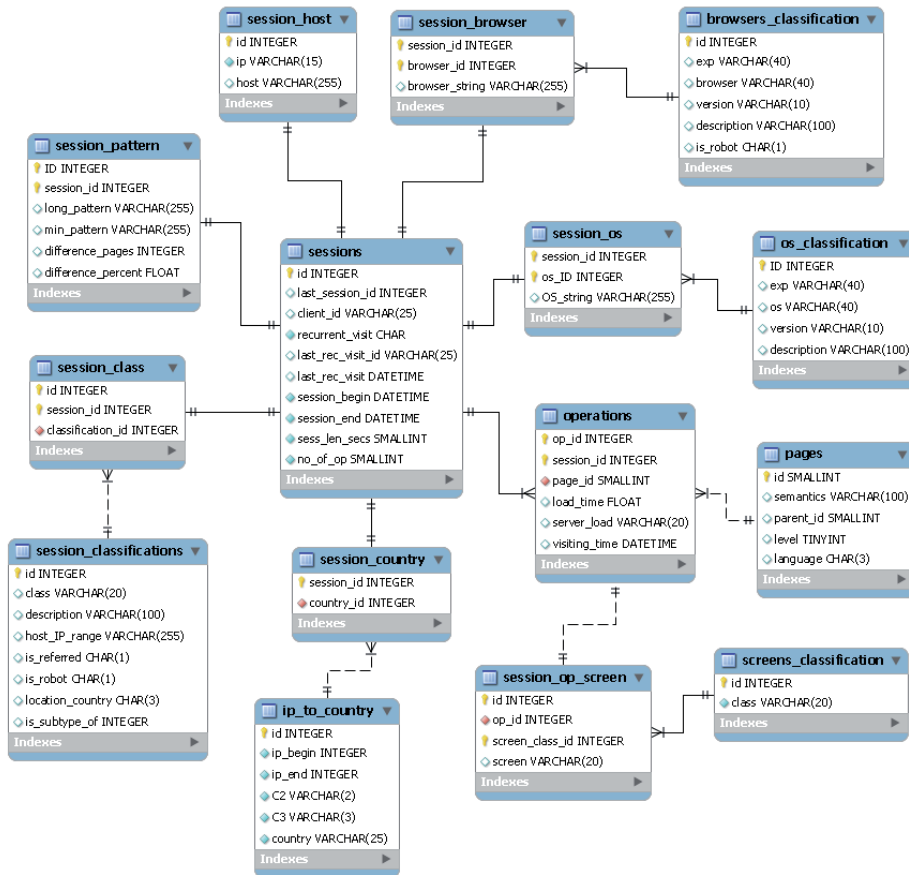 session_host
id INTEGER
ip VARCHAR(15)
host VARCHAR(255)
Indexes
session_browser
session_id INTEGER
browser_id INTEGER
browser_string VARCHAR(255)
Indexes
browsers_classification
id INTEGER
exp VARCHAR(40)
browser VARCHAR(40)
version VARCHAR(10)
description VARCHAR(100)
is_robot CHAR(1)
Indexes
session_pattern
ID INTEGER
session_id INTEGER
long_pattern VARCHAR(255)
min_pattern VARCHAR(255)
difference_pages INTEGER
difference_percent FLOAT
Indexes
sessions
id INTEGER
last_session_id INTEGER
client_id VARCHAR(25)
recurrent_visit CHAR
last_rec_visit_id VARCHAR(25)
last_rec_visit DATETIME
session_begin DATETIME
session_end DATETIME
sess_len_secs SMALLINT
no_of_op SMALLINT
Indexes
session_os
session_id INTEGER
os_ID INTEGER
OS_string VARCHAR(255)
Indexes
os_classification
ID INTEGER
exp VARCHAR(40)
os VARCHAR(40)
version VARCHAR(10)
description VARCHAR(100)
Indexes
session_class
id INTEGER
session_id INTEGER
classification_id INTEGER
Indexes
operations
op_id INTEGER
session_id INTEGER
page_id SMALLINT
load_time FLOAT
server_load VARCHAR(20)
visiting_time DATETIME
Indexes
pages
id SMALLINT
semantics VARCHAR(100)
parent_id SMALLINT
level TINYINT
language CHAR(3)
Indexes
session_classifications
id INTEGER
class VARCHAR(20)
description VARCHAR(100)
host_IP_range VARCHAR(255)
is_referred CHAR(1)
is_robot CHAR(1)
location_country CHAR(3)
is_subtype_of INTEGER
Indexes
session_country
session_id INTEGER
country_id INTEGER
Indexes
ip_to_country
id INTEGER
ip_begin INTEGER
ip_end INTEGER
C2 VARCHAR(2)
C3 VARCHAR(3)
country VARCHAR(25)
Indexes
session_op_screen
id INTEGER
op_id INTEGER
screen_class_id INTEGER
screen VARCHAR(20)
Indexes
screens_classification
id INTEGER
class VARCHAR(20)
Indexes